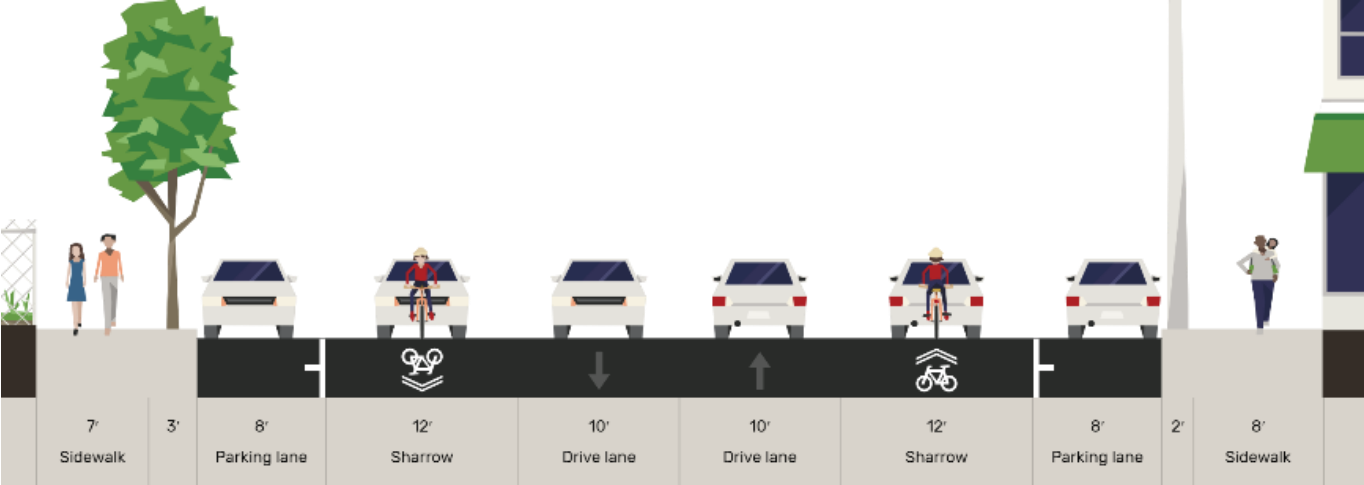 7′ 3′ 8′ 12′ 10′ 10′ 12′ 8′ 2′ 8′
Sidewalk Parking lane Sharrow Drive lane Drive lane Sharrow Parking lane Sidewalk